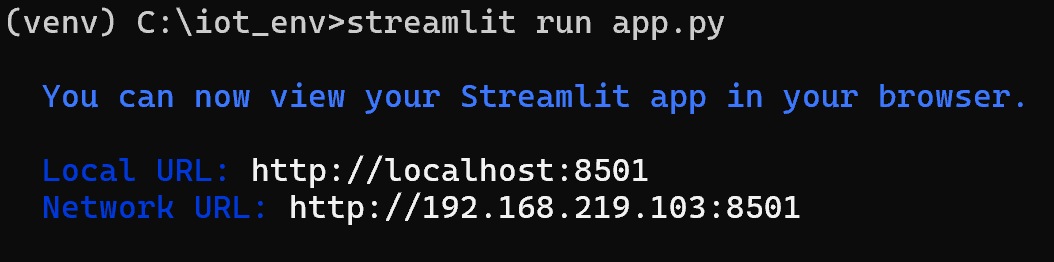 (venv) C:\iot_env>streamlit run app.py
You can now view your Streamlit app in your browser.
Local URL: http://localhost:8501
Network URL: http://192.168.219.103:8501